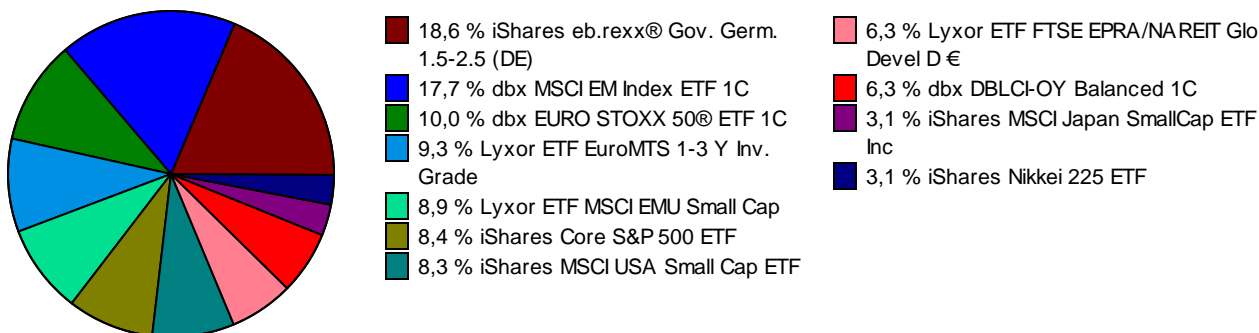 18,6 % iShares eb.rexx® Gov. Germ.
1.5-2.5 (DE)
17,7 % dbx MSCI EM Index ETF 1C
10,0 % dbx EURO STOXX 50® ETF 1C
9,3 % Lyxor ETF EuroMTS 1-3 Y Inv.
Grade
8,9 % Lyxor ETF MSCI EMU Small Cap
8,4 % iShares Core S&P 500 ETF
8,3 % iShares MSCI USA Small Cap ETF
6,3 % Lyxor ETF FTSE EPRA/NAREIT Glo
Devel D €
6,3 % dbx DBLCI-OY Balanced 1C
3,1 % iShares MSCI Japan SmallCap ETF
Inc
3,1 % iShares Nikkei 225 ETF